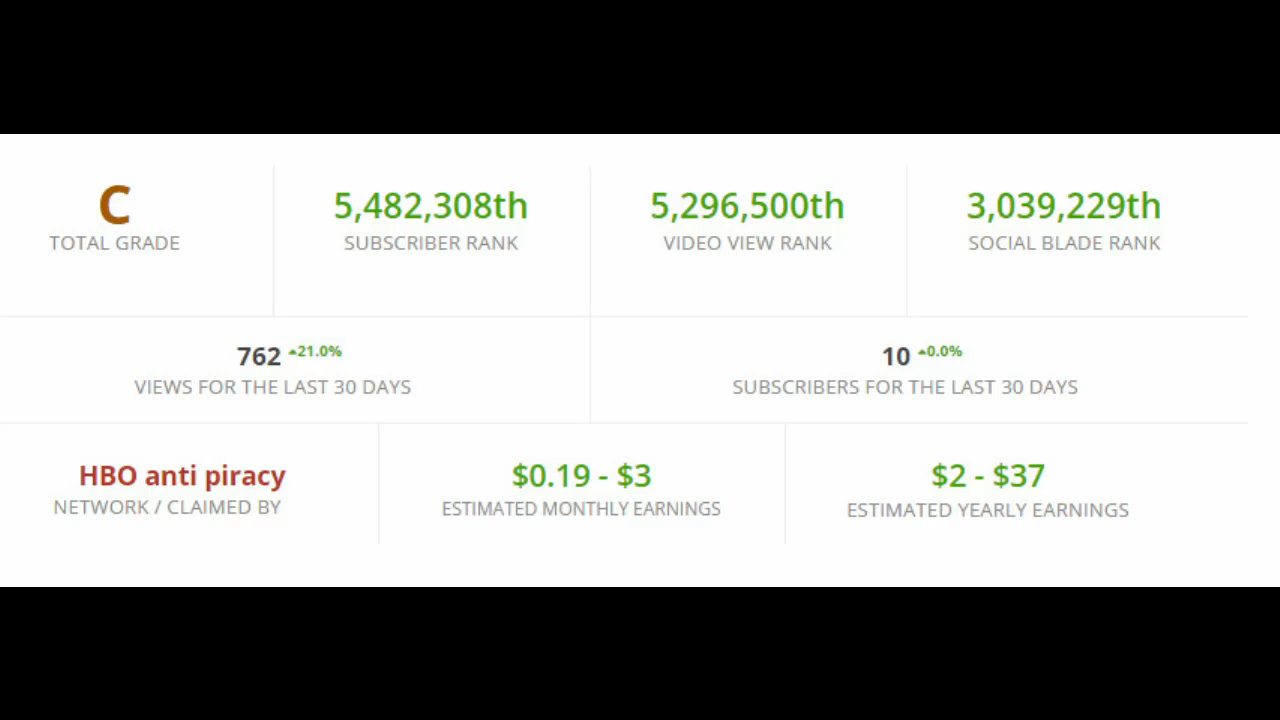 C
TOTAL GRADE
5,482,308th
SUBSCRIBER RANK
5,296,500th
VIDEO VIEW RANK
3,039,229th
SOCIAL BLADE RANK
762 ▲21.0%
VIEWS FOR THE LAST 30 DAYS
10 ▲0.0%
SUBSCRIBERS FOR THE LAST 30 DAYS
HBO anti piracy
NETWORK / CLAIMED BY
$0.19 - $3
ESTIMATED MONTHLY EARNINGS
$2 - $37
ESTIMATED YEARLY EARNINGS